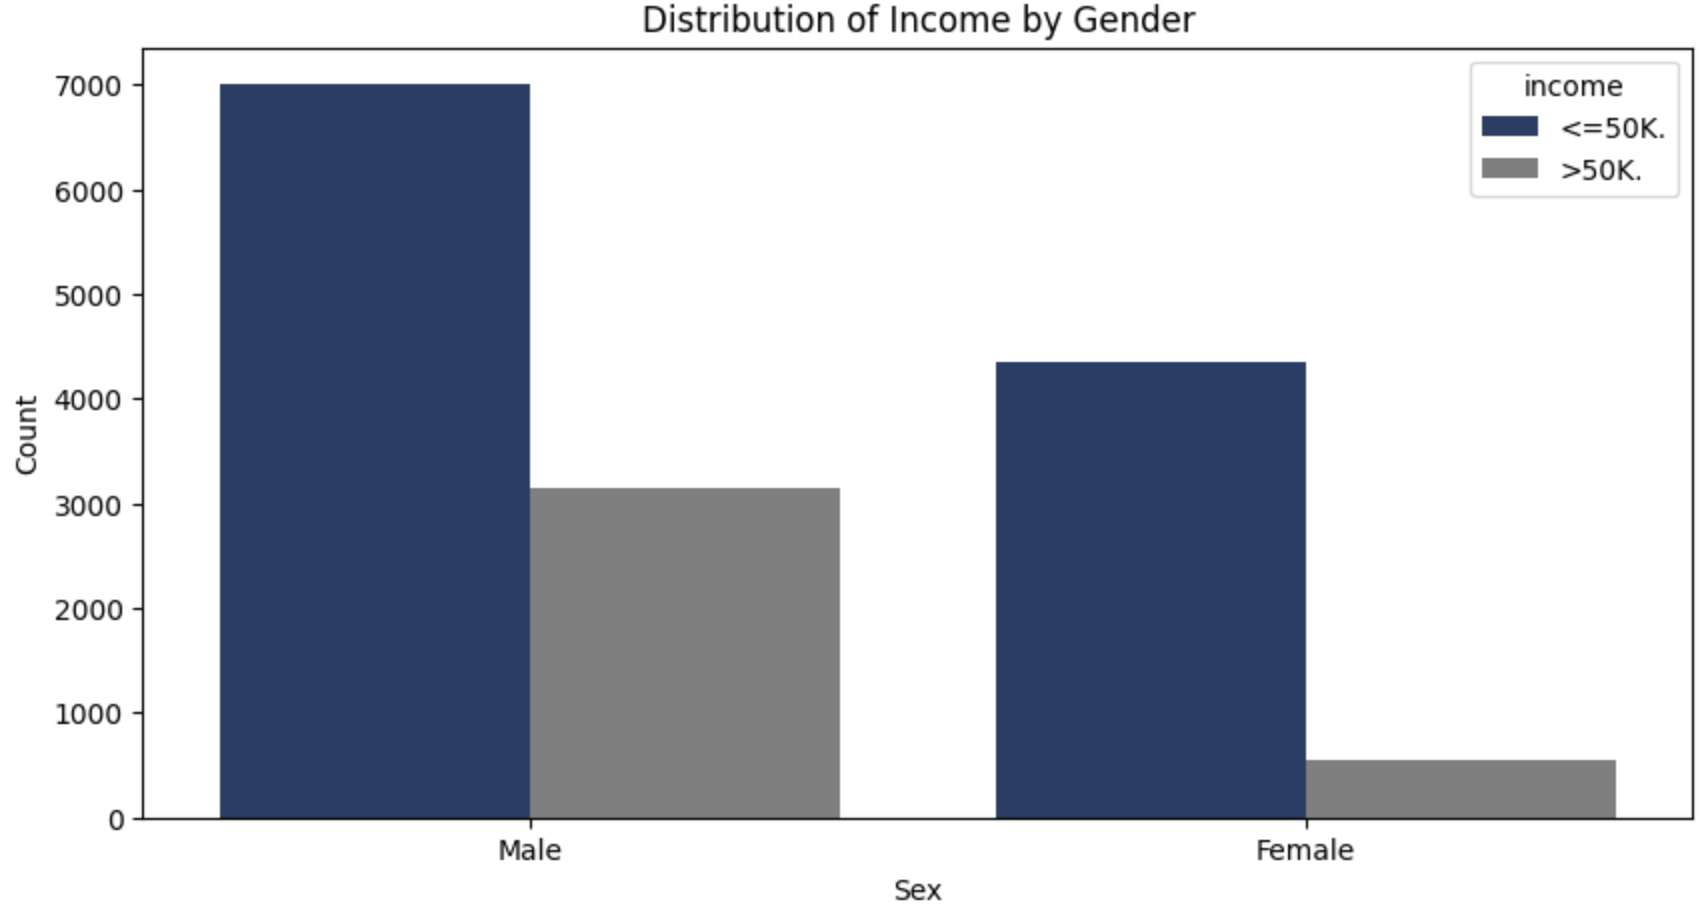 Distribution of Income by Gender
income
<=50K.
>50K.
7000
6000
5000
4000
3000
2000
1000
0
Count
Male
Female
Sex